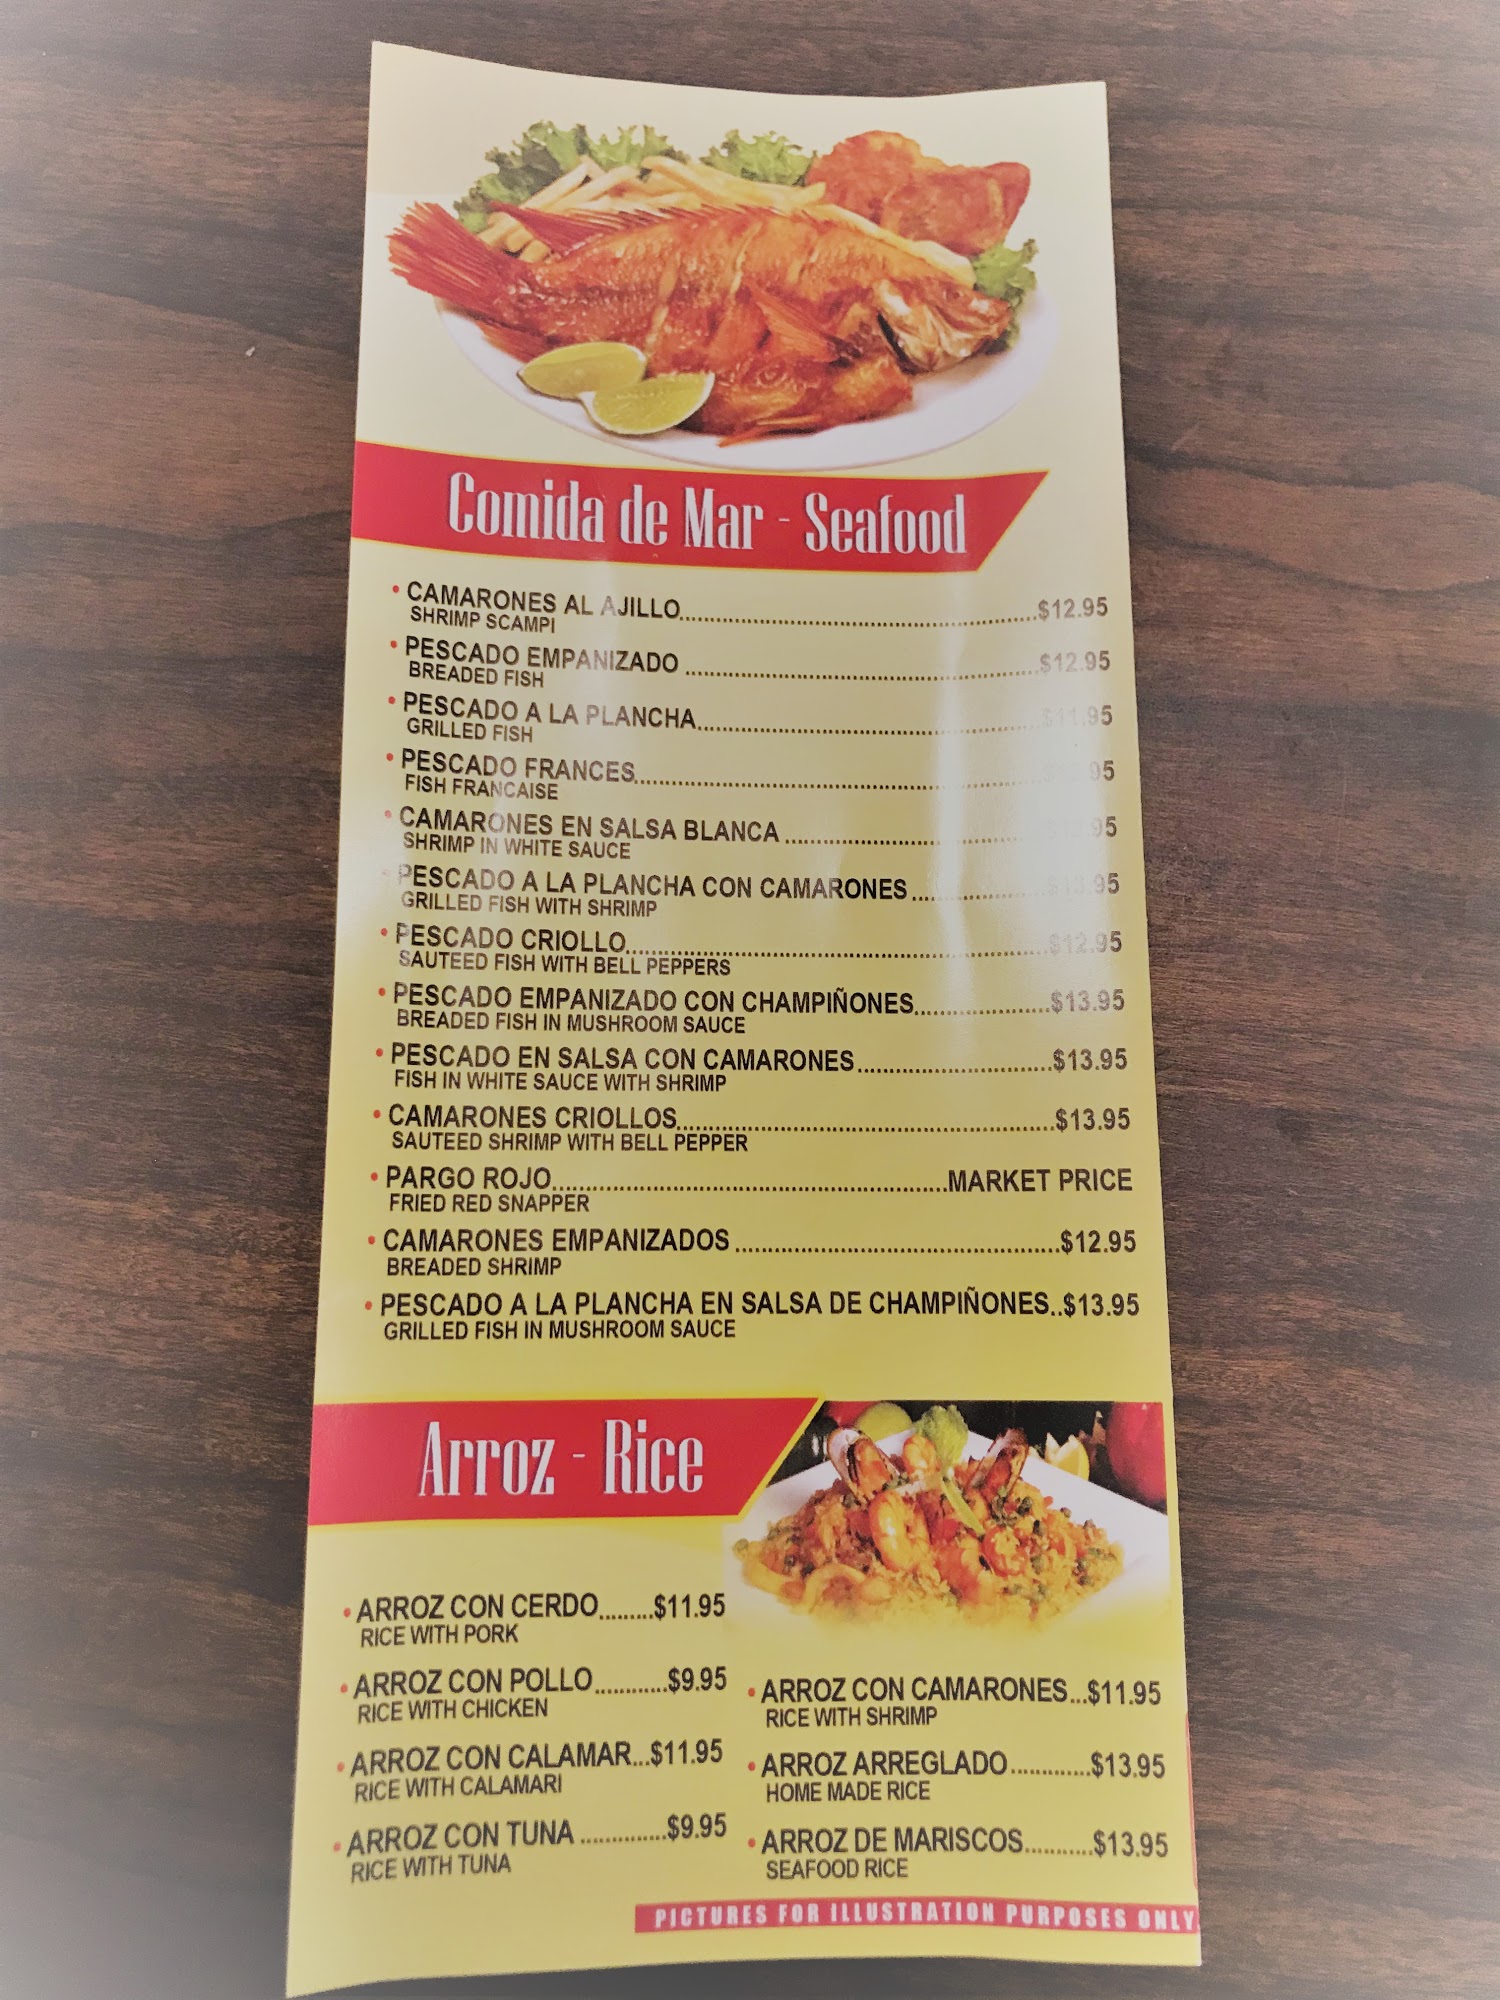 Comida de Mar - Seafood
• CAMARONES AL AJILLO $12.95
SHRIMP SCAMPI
• PESCADO EMPANIZADO $12.95
BREADED FISH
• PESCADO A LA PLANCHA $11.95
GRILLED FISH
• PESCADO FRANCES
FISH FRANCAISE
• CAMARONES EN SALSA BLANCA
SHRIMP IN WHITE SAUCE
• PESCADO A LA PLANCHA CON CAMARONES $13.95
GRILLED FISH WITH SHRIMP
• PESCADO CRIOLLO $12.95
SAUTEED FISH WITH BELL PEPPERS
• PESCADO EMPANIZADO CON CHAMPIÑONES $13.95
BREADED FISH IN MUSHROOM SAUCE
• PESCADO EN SALSA CON CAMARONES $13.95
FISH IN WHITE SAUCE WITH SHRIMP
• CAMARONES CRIOLLOS $13.95
SAUTEED SHRIMP WITH BELL PEPPER
• PARGO ROJO MARKET PRICE
FRIED RED SNAPPER
• CAMARONES EMPANIZADOS $12.95
BREADED SHRIMP
• PESCADO A LA PLANCHA EN SALSA DE CHAMPIÑONES..$13.95
GRILLED FISH IN MUSHROOM SAUCE
Arroz - Rice
• ARROZ CON CERDO $11.95
RICE WITH PORK
• ARROZ CON POLLO $9.95
RICE WITH CHICKEN
• ARROZ CON CALAMAR...$11.95
RICE WITH CALAMARI
• ARROZ CON TUNA $9.95
RICE WITH TUNA
• ARROZ CON CAMARONES...$11.95
RICE WITH SHRIMP
• ARROZ ARREGLADO $13.95
HOME MADE RICE
• ARROZ DE MARISCOS $13.95
SEAFOOD RICE
PICTURES FOR ILLUSTRATION PURPOSES ONLY